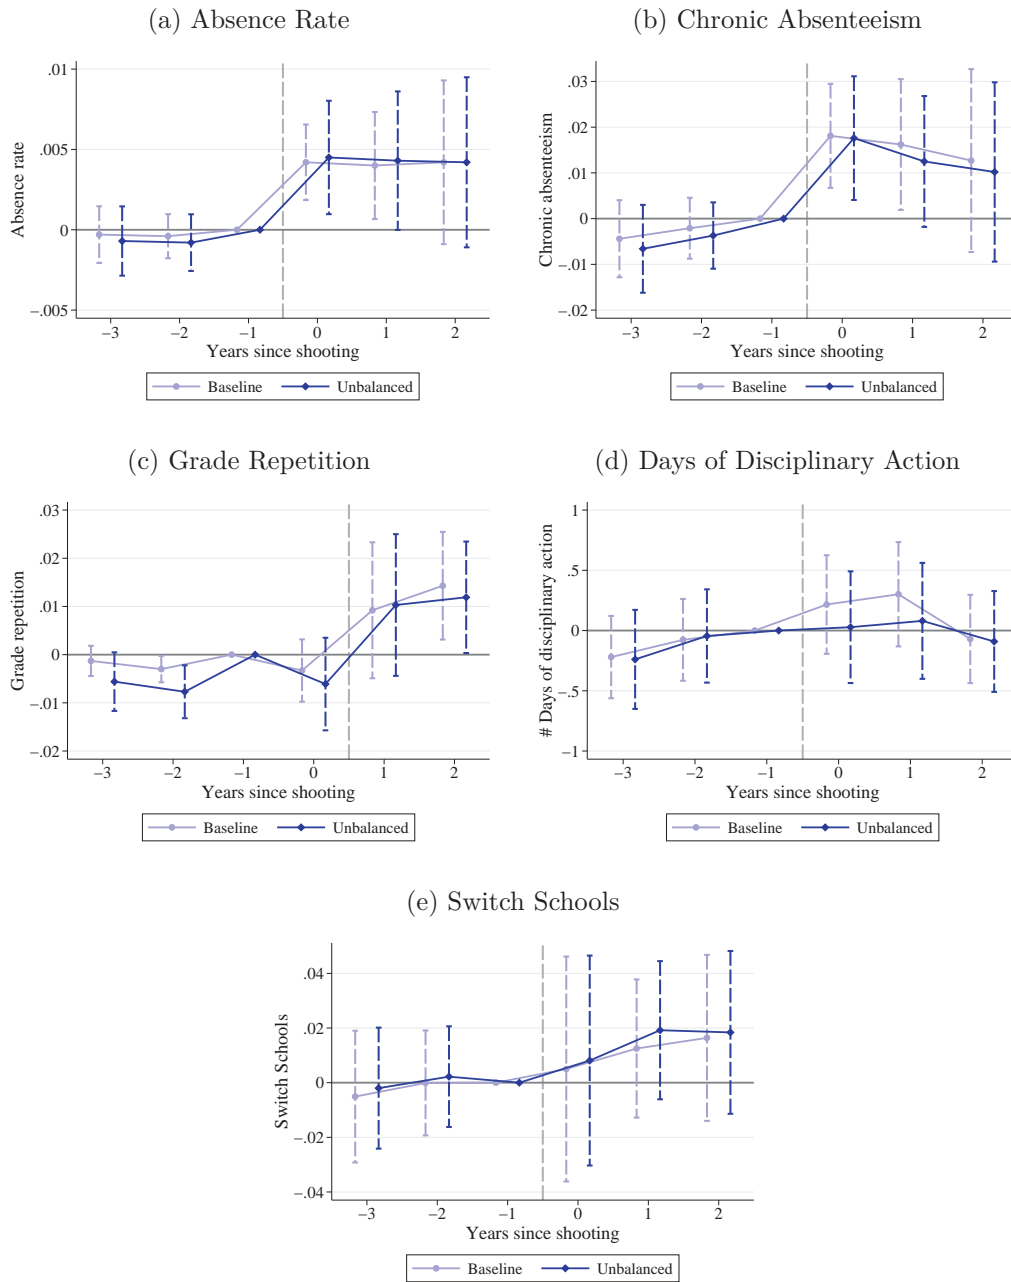 (a) Absence Rate
.01
.005
0
−.005
Absence rate
−3 −2 −1 0 1 2
Years since shooting
Baseline Unbalanced
(b) Chronic Absenteeism
.03
.02
.01
0
−.01
−.02
Chronic absenteeism
−3 −2 −1 0 1 2
Years since shooting
Baseline Unbalanced
(c) Grade Repetition
.03
.02
.01
0
−.01
−.02
Grade repetition
−3 −2 −1 0 1 2
Years since shooting
Baseline Unbalanced
(d) Days of Disciplinary Action
1
.5
0
−.5
−1
# Days of disciplinary action
−3 −2 −1 0 1 2
Years since shooting
Baseline Unbalanced
(e) Switch Schools
.04
.02
0
−.02
−.04
Switch Schools
−3 −2 −1 0 1 2
Years since shooting
Baseline Unbalanced